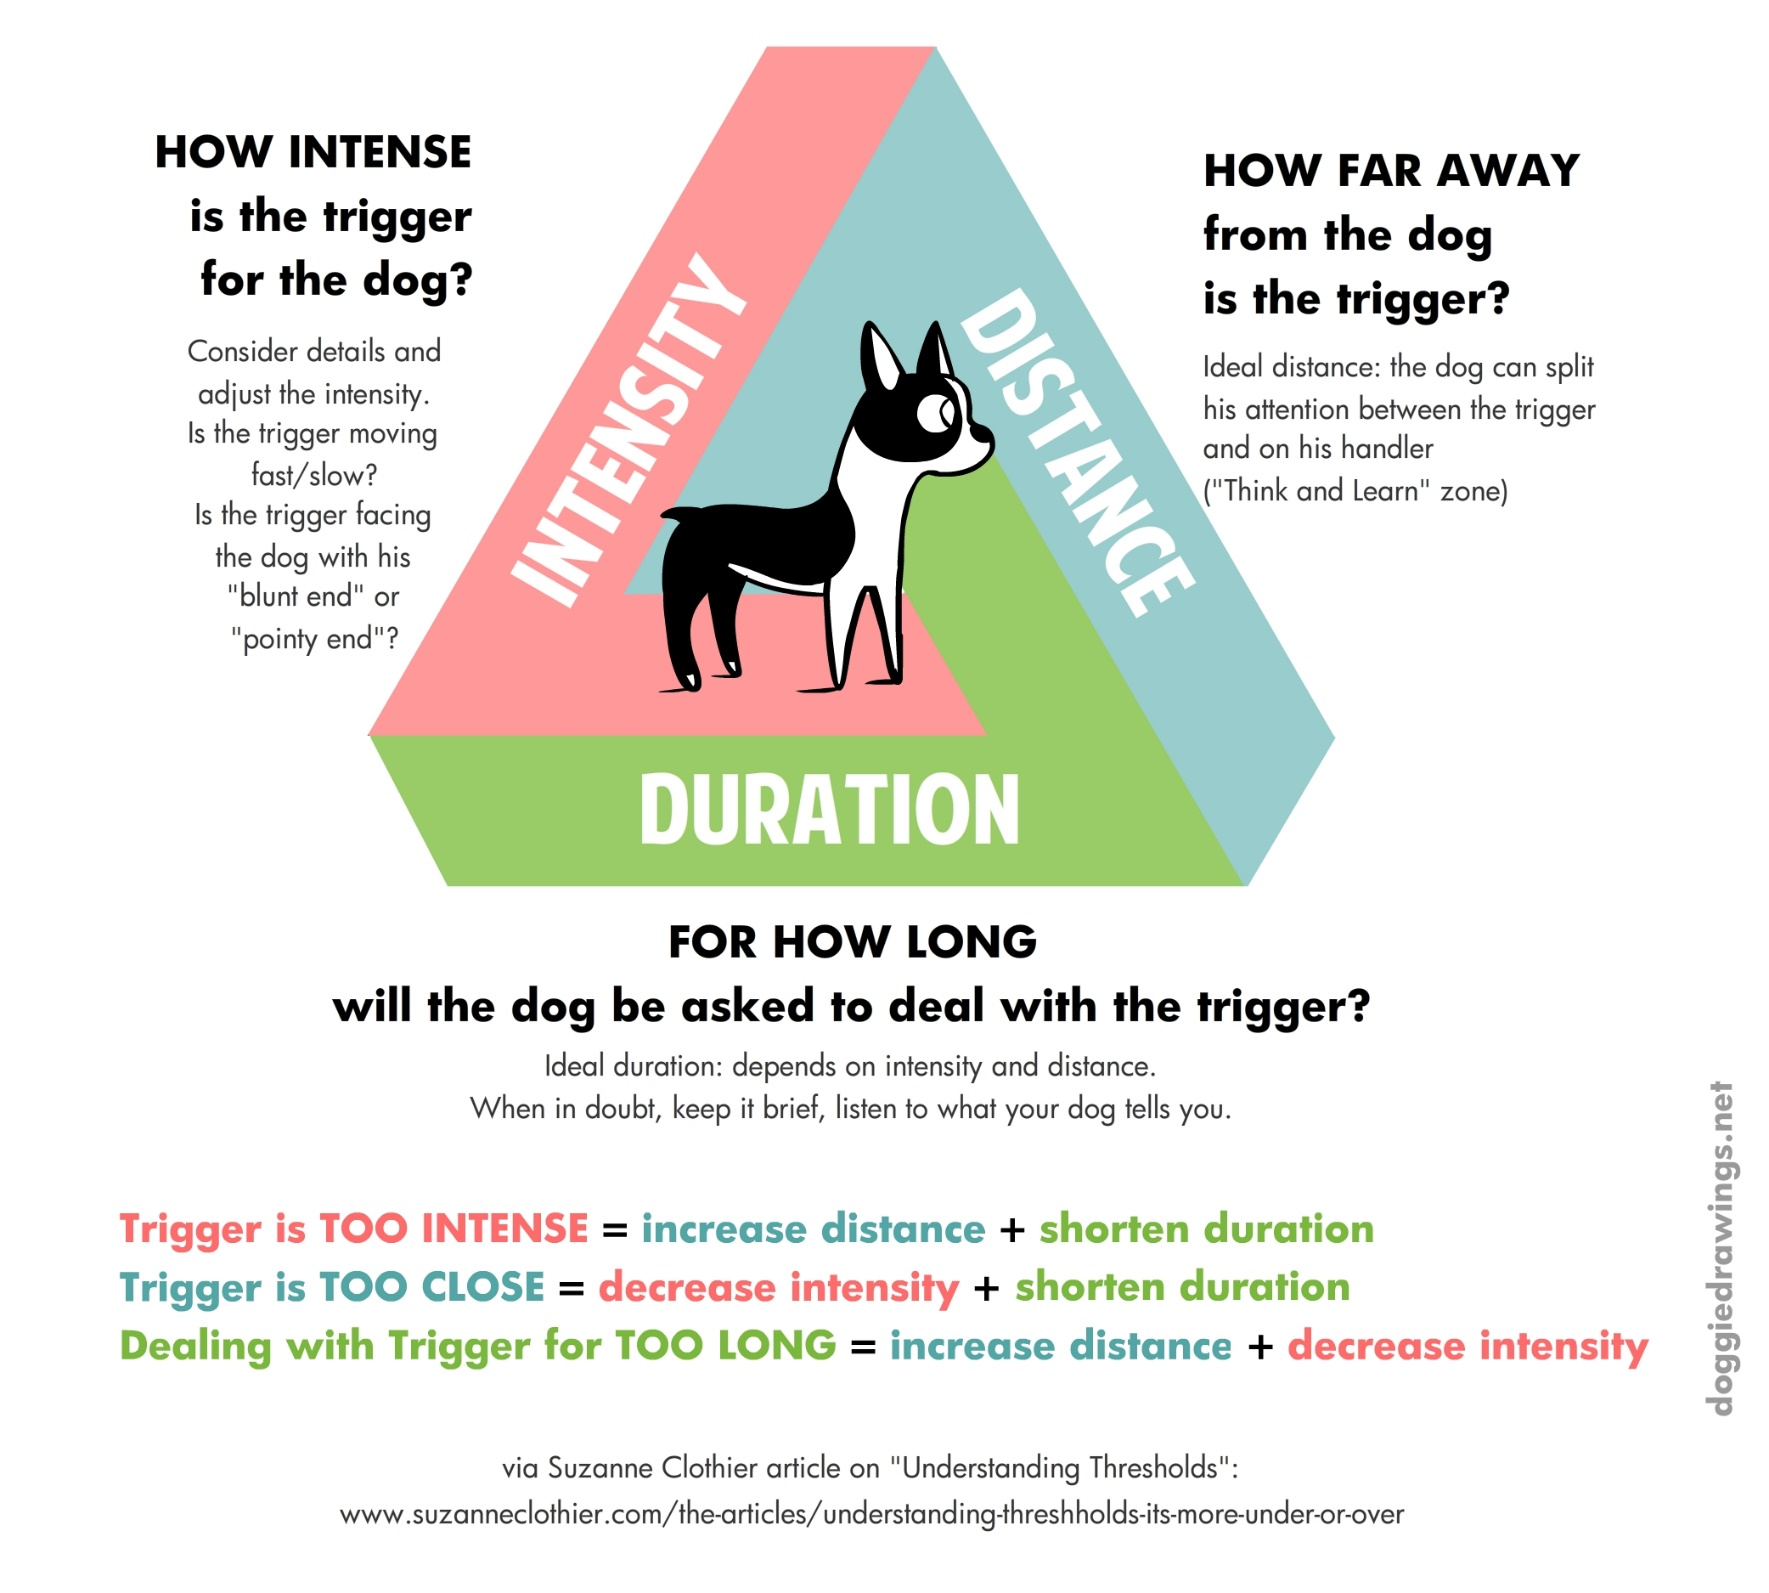 HOW INTENSE
is the trigger
for the dog?
Consider details and
adjust the intensity.
Is the trigger moving
fast/slow?
Is the trigger facing
the dog with his
"blunt end" or
"pointy end"?
INTENSITY
DISTANCE
DURATION
HOW FAR AWAY
from the dog
is the trigger?
Ideal distance: the dog can split
his attention between the trigger
and on his handler
("Think and Learn" zone)
FOR HOW LONG
will the dog be asked to deal with the trigger?
Ideal duration: depends on intensity and distance.
When in doubt, keep it brief, listen to what your dog tells you.
Trigger is TOO INTENSE = increase distance + shorten duration
Trigger is TOO CLOSE = decrease intensity + shorten duration
Dealing with Trigger for TOO LONG = increase distance + decrease intensity
via Suzanne Clothier article on "Understanding Thresholds":
www.suzanneclothier.com/the-articles/understanding-threshholds-its-more-under-or-over
doggiedrawings.net